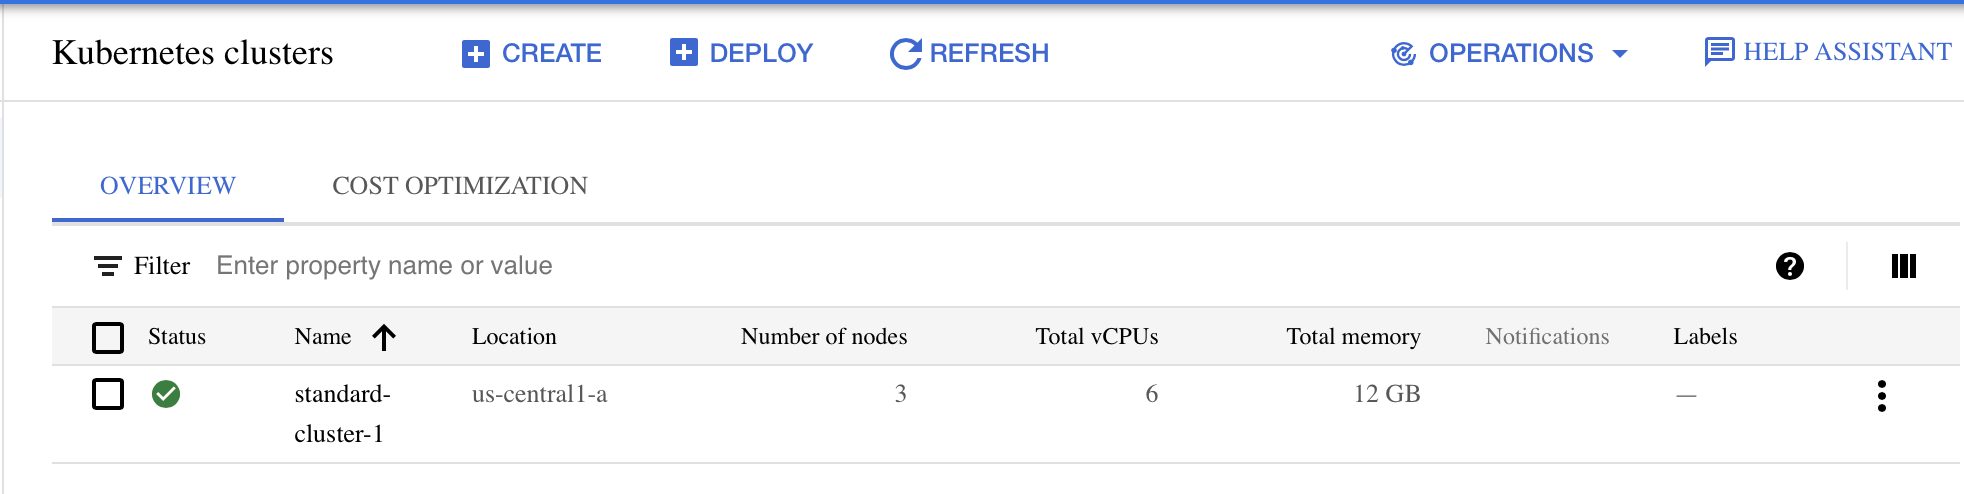 Kubernetes clusters CREATE DEPLOY REFRESH OPERATIONS HELP ASSISTANT
OVERVIEW COST OPTIMIZATION
Filter Enter property name or value ?
Status Name Location Number of nodes Total vCPUs Total memory Notifications Labels
standard- us-central1-a 3 6 12 GB —
cluster-1